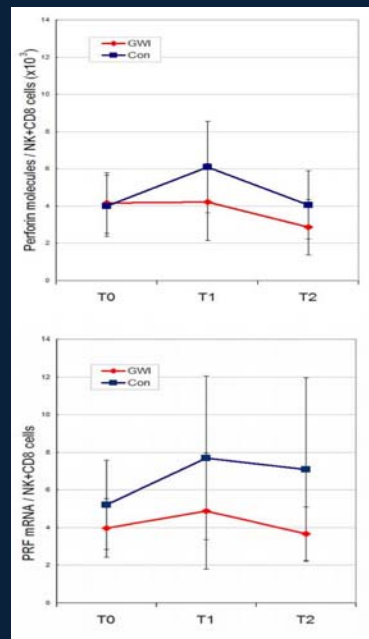 Perforin molecules / NK+CD8 cells (x10³)
14
12
10
8
6
4
2
0
GWI
Con
T0 T1 T2
PRF mRNA / NK+CD8 cells
14
12
10
8
6
4
2
0
GWI
Con
T0 T1 T2